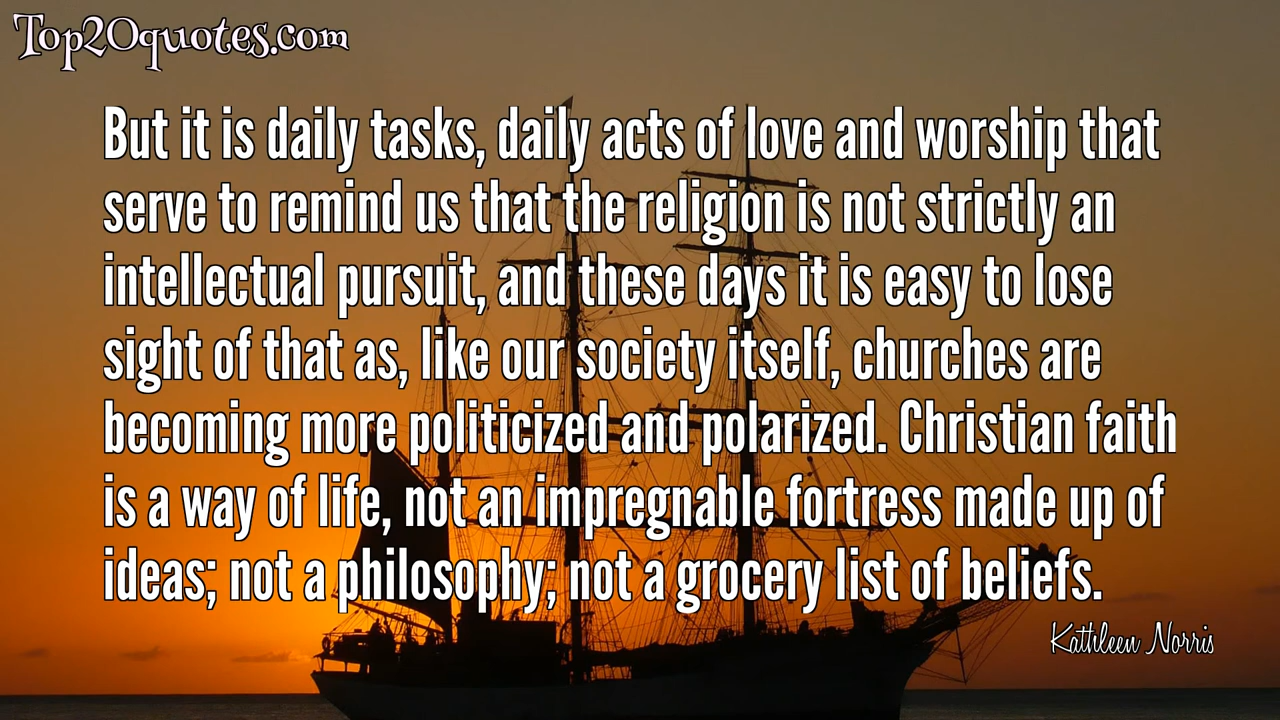 Top20quotes.com
But it is daily tasks, daily acts of love and worship that
serve to remind us that the religion is not strictly an
intellectual pursuit, and these days it is easy to lose
sight of that as, like our society itself, churches are
becoming more politicized and polarized. Christian faith
is a way of life, not an impregnable fortress made up of
ideas; not a philosophy; not a grocery list of beliefs.
Kathleen Norris